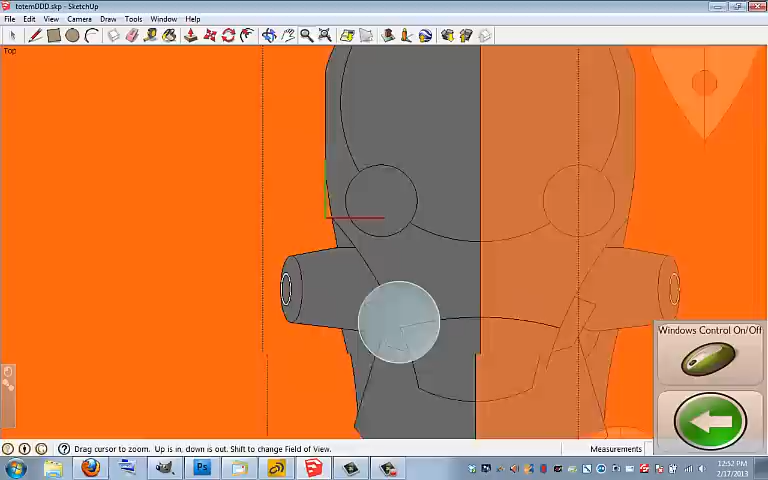 totemDDD.skp - SketchUp
File Edit View Camera Draw Tools Window Help
Top
Windows Control On/Off
Drag cursor to zoom. Up is in, down is out. Shift to change Field of View.
Measurements
Ps
12:52 PM
2/17/2013